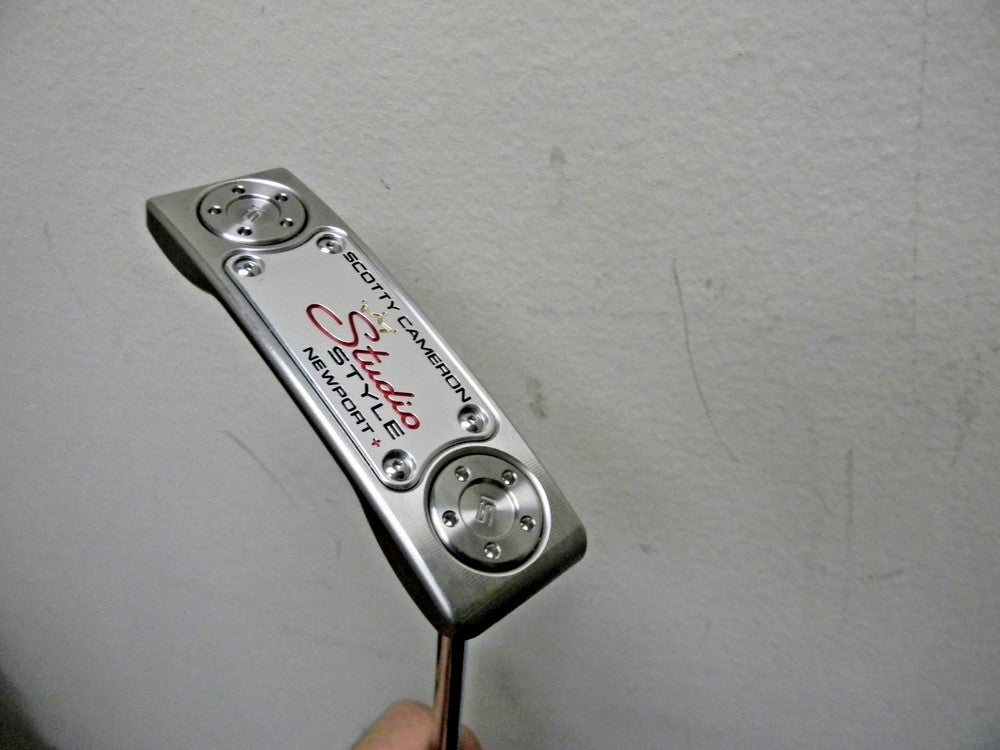 SCOTTY CAMERON
Studio
STYLE
NEWPORT +